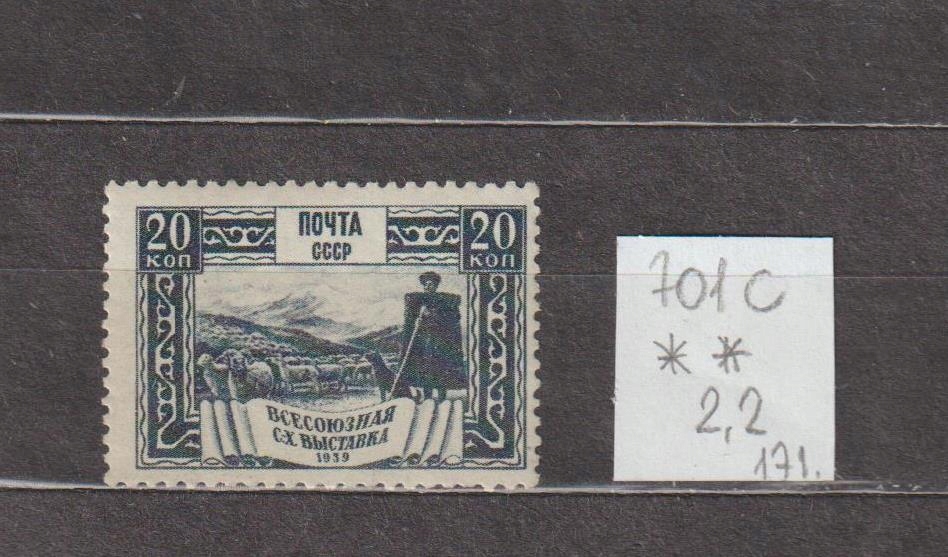 20 ПОЧТА 20
КОП СССР КОП
ВСЕСОЮЗНАЯ
С-Х. ВЫСТАВКА
1939
701 C
* *
2,2
171.